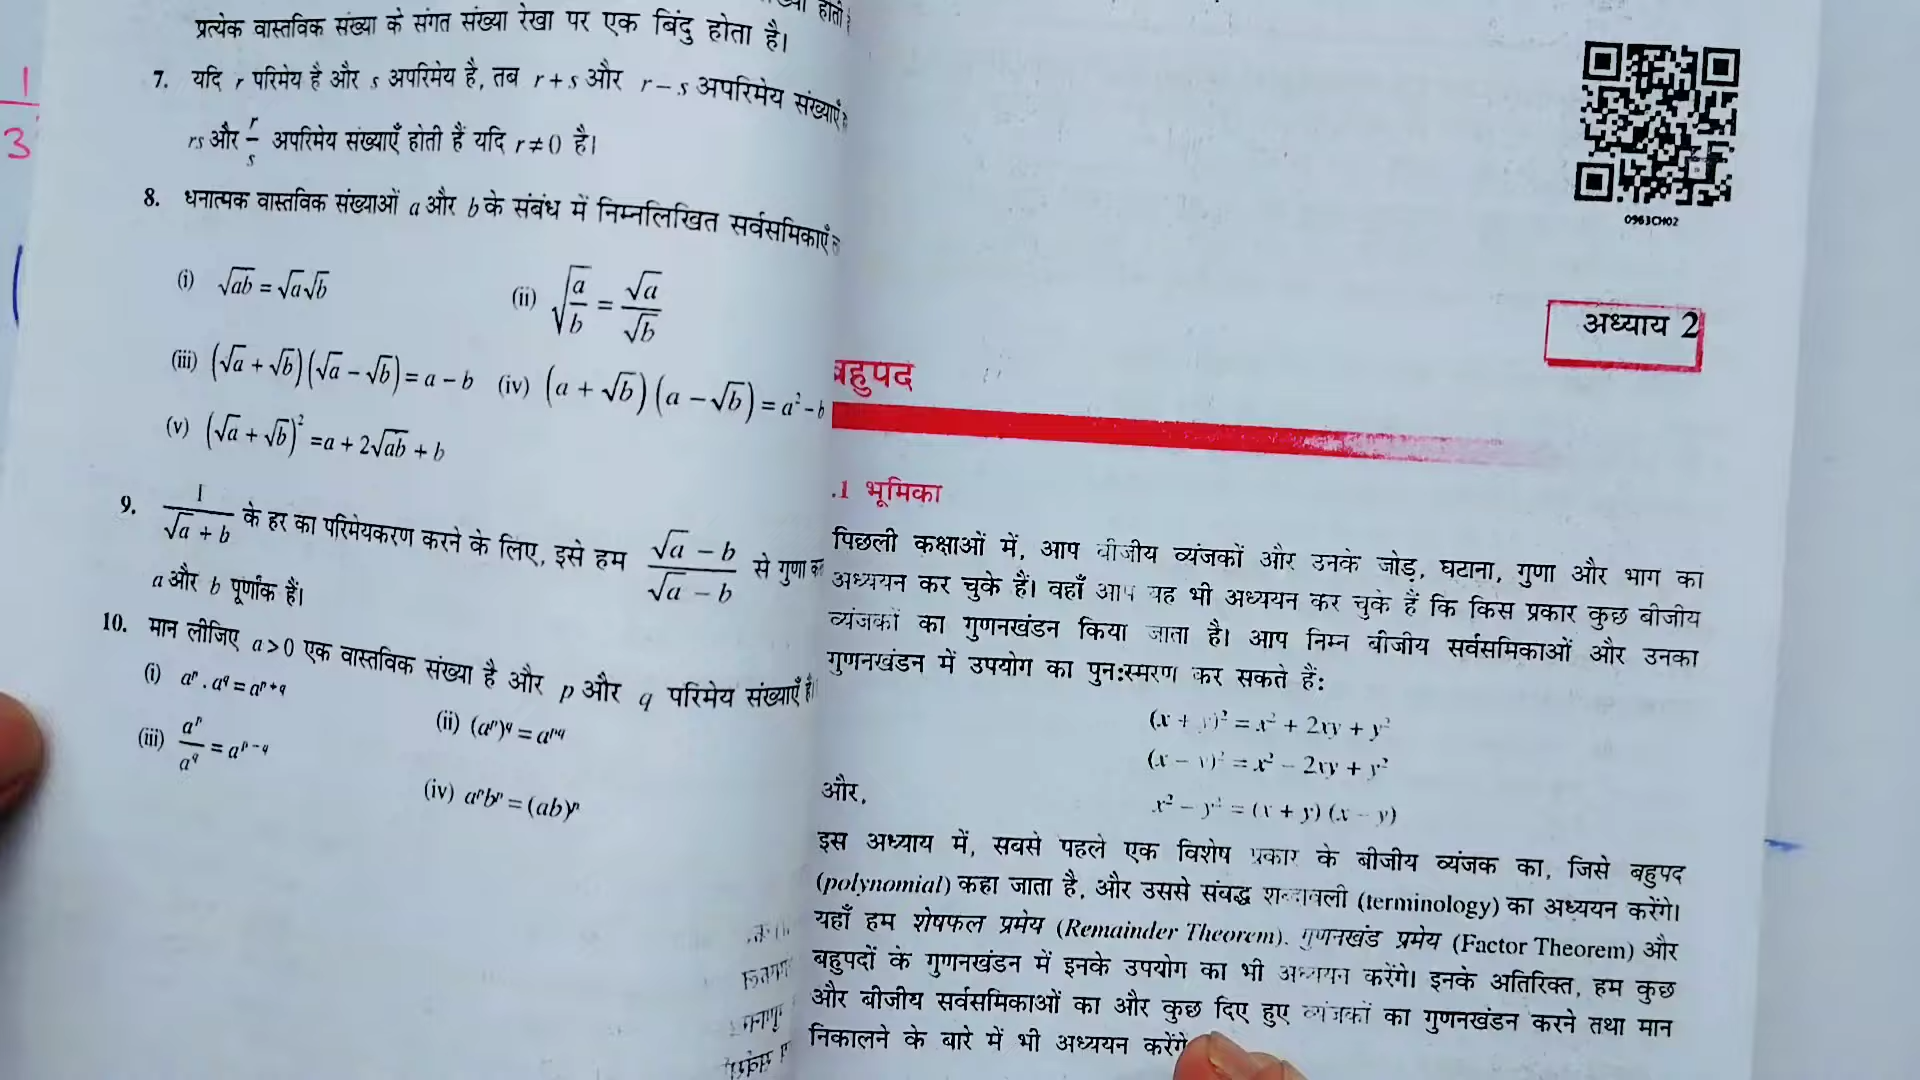 प्रत्येक वास्तविक संख्या के संगत संख्या रेखा पर एक बिंदु होता है।
7. यदि r परिमेय है और s अपरिमेय है, तब r + s और r – s अपरिमेय संख्याएँ
rs और r/s अपरिमेय संख्याएँ होती हैं यदि r ≠ 0 है।
8. धनात्मक वास्तविक संख्याओं a और b के संबंध में निम्नलिखित सर्वसमिकाएँ
(i) √ab = √a√b (ii) √(a/b) = √a/√b
(iii) (√a + √b)(√a – √b) = a – b (iv) (a + √b)(a – √b) = a² – b
(v) (√a + √b)² = a + 2√ab + b
9. 1/(√a + b) के हर का परिमेयकरण करने के लिए, इसे हम (√a – b)/(√a – b) से गुणा
a और b पूर्णांक हैं।
10. मान लीजिए a > 0 एक वास्तविक संख्या है और p और q परिमेय संख्याएँ हैं।
(i) aᵖ . a^q = a^(p + q) (ii) (aᵖ)^q = a^(pq)
(iii) aᵖ/a^q = a^(p – q) (iv) aᵖbᵖ = (ab)ᵖ
1
3
0963CH02
अध्याय 2
बहुपद
.1 भूमिका
पिछली कक्षाओं में, आप बीजीय व्यंजकों और उनके जोड़, घटाना, गुणा और भाग का
अध्ययन कर चुके हैं। वहाँ आप यह भी अध्ययन कर चुके हैं कि किस प्रकार कुछ बीजीय
व्यंजकों का गुणनखंडन किया जाता है। आप निम्न बीजीय सर्वसमिकाओं और उनका
गुणनखंडन में उपयोग का पुन:स्मरण कर सकते हैं:
(x + y)² = x² + 2xy + y²
(x – y)² = x² – 2xy + y²
और,
x² – y² = (x + y) (x – y)
इस अध्याय में, सबसे पहले एक विशेष प्रकार के बीजीय व्यंजक का, जिसे बहुपद
(polynomial) कहा जाता है, और उससे संबद्ध शब्दावली (terminology) का अध्ययन करेंगे।
यहाँ हम शेषफल प्रमेय (Remainder Theorem), गुणनखंड प्रमेय (Factor Theorem) और
बहुपदों के गुणनखंडन में इनके उपयोग का भी अध्ययन करेंगे। इनके अतिरिक्त, हम कुछ
और बीजीय सर्वसमिकाओं का और कुछ दिए हुए व्यंजकों का गुणनखंडन करने तथा मान
निकालने के बारे में भी अध्ययन करेंगे